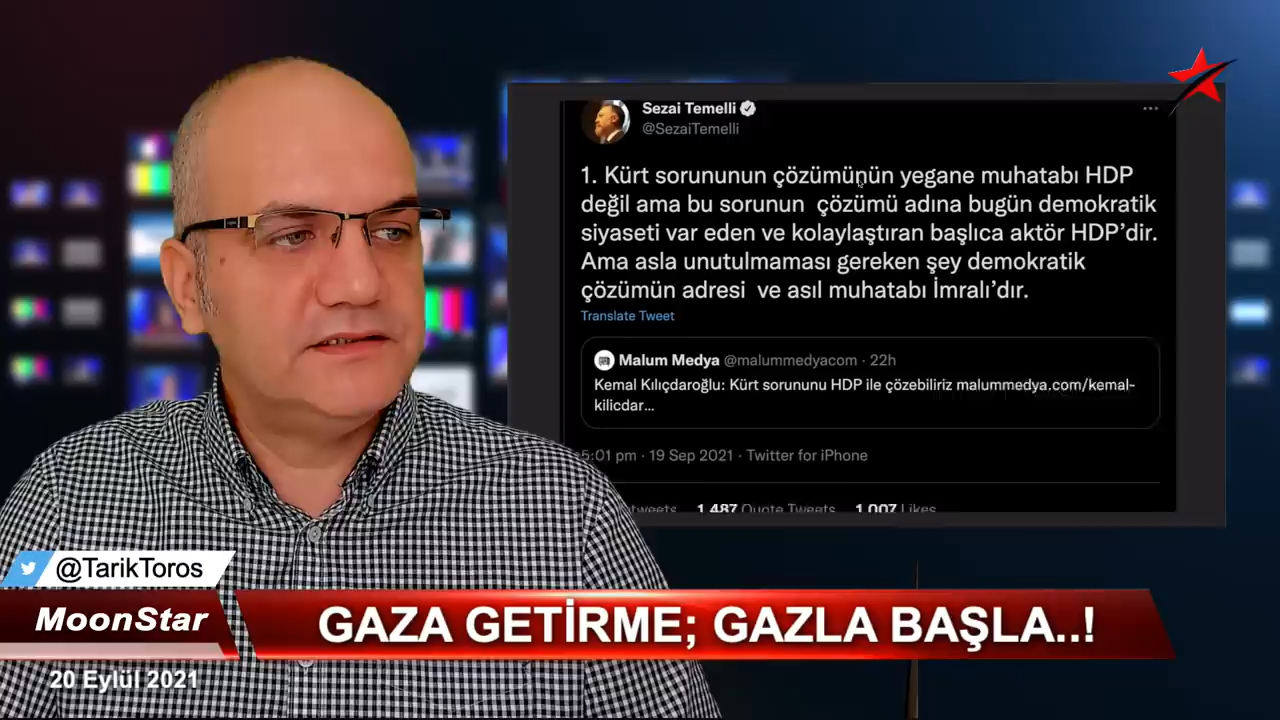 Sezai Temelli
@SezaiTemelli
1. Kürt sorununun çözümünün yegane muhatabı HDP
değil ama bu sorunun çözümü adına bugün demokratik
siyaseti var eden ve kolaylaştıran başlıca aktör HDP'dir.
Ama asla unutulmaması gereken şey demokratik
çözümün adresi ve asıl muhatabı İmralı'dır.
Translate Tweet
Malum Medya @malummedyacom · 22h
Kemal Kılıçdaroğlu: Kürt sorununu HDP ile çözebiliriz malummedya.com/kemal-
kilicdar...
5:01 pm · 19 Sep 2021 · Twitter for iPhone
1,487 Quote Tweets 1,007 Likes
@TarikToros
MoonStar
GAZA GETİRME; GAZLA BAŞLA..!
20 Eylül 2021